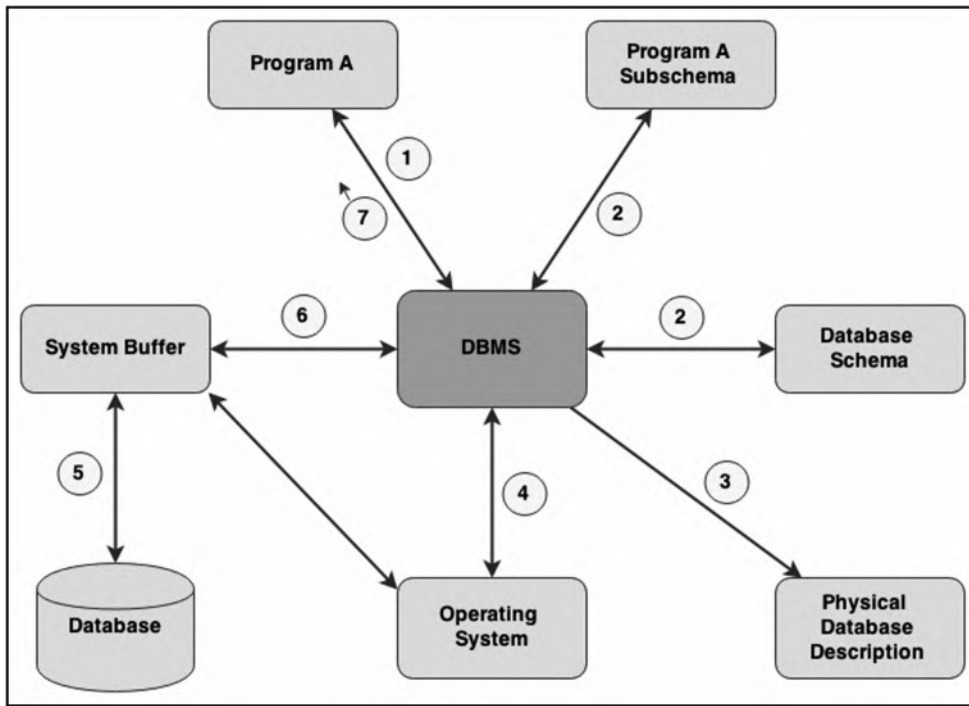 Program A
Program A
Subschema
1
7
2
System Buffer
6
DBMS
2
Database
Schema
5
4
3
Database
Operating
System
Physical
Database
Description